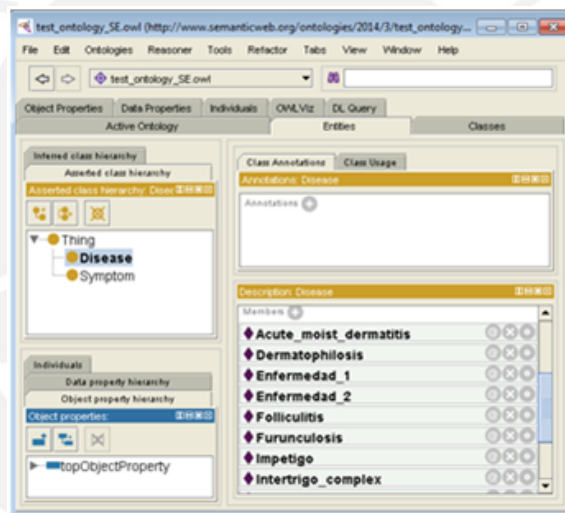 test_ontology_SE.owl (http://www.semanticweb.org/ontologies/2014/3/test_ontology...
File Edit Ontologies Reasoner Tools Refactor Tabs View Window Help
test_ontology_SE.owl
Object Properties Data Properties Individuals OWLViz DL Query
Active Ontology Entities Classes
Inferred class hierarchy
Asserted class hierarchy
Asserted class hierarchy: Disea
Thing
Disease
Symptom
Individuals
Data property hierarchy
Object property hierarchy
Object properties:
topObjectProperty
Class Annotations Class Usage
Annotations: Disease
Annotations
Description: Disease
Members
Acute_moist_dermatitis
Dermatophilosis
Enfermedad_1
Enfermedad_2
Folliculitis
Furunculosis
Impetigo
Intertrigo_complex